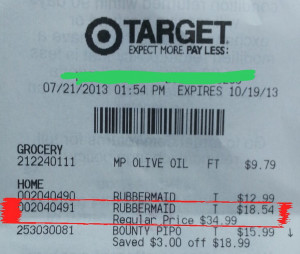 TARGET
EXPECT MORE. PAY LESS:
07/21/2013 01:54 PM EXPIRES 10/19/13
GROCERY
212240111 MP OLIVE OIL FT $9.79
HOME
002040490 RUBBERMAID T $12.99
002040491 RUBBERMAID T $18.54
Regular Price $34.99
253030081 BOUNTY PIPO T $15.99 ↓
Saved $3.00 off $18.99